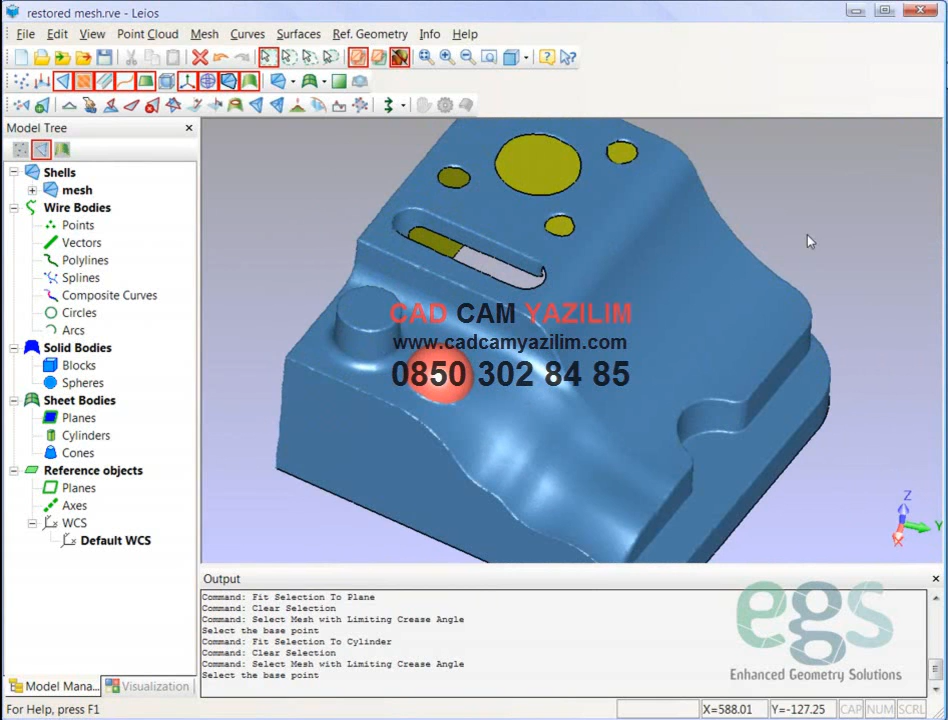 restored mesh.rve - Leios
File Edit View Point Cloud Mesh Curves Surfaces Ref. Geometry Info Help
Model Tree
Shells
mesh
Wire Bodies
Points
Vectors
Polylines
Splines
Composite Curves
Circles
Arcs
Solid Bodies
Blocks
Spheres
Sheet Bodies
Planes
Cylinders
Cones
Reference objects
Planes
Axes
WCS
Default WCS
Model Mana...
Visualization
CAD CAM YAZILIM
www.cadcamyazilim.com
0850 302 84 85
Z
Y
X
Output
Command: Fit Selection To Plane
Command: Clear Selection
Command: Select Mesh with Limiting Crease Angle
Select the base point
Command: Fit Selection To Cylinder
Command: Clear Selection
Command: Select Mesh with Limiting Crease Angle
Select the base point
egs
Enhanced Geometry Solutions
For Help, press F1
X=588.01 Y=-127.25 CAP NUM SCRL